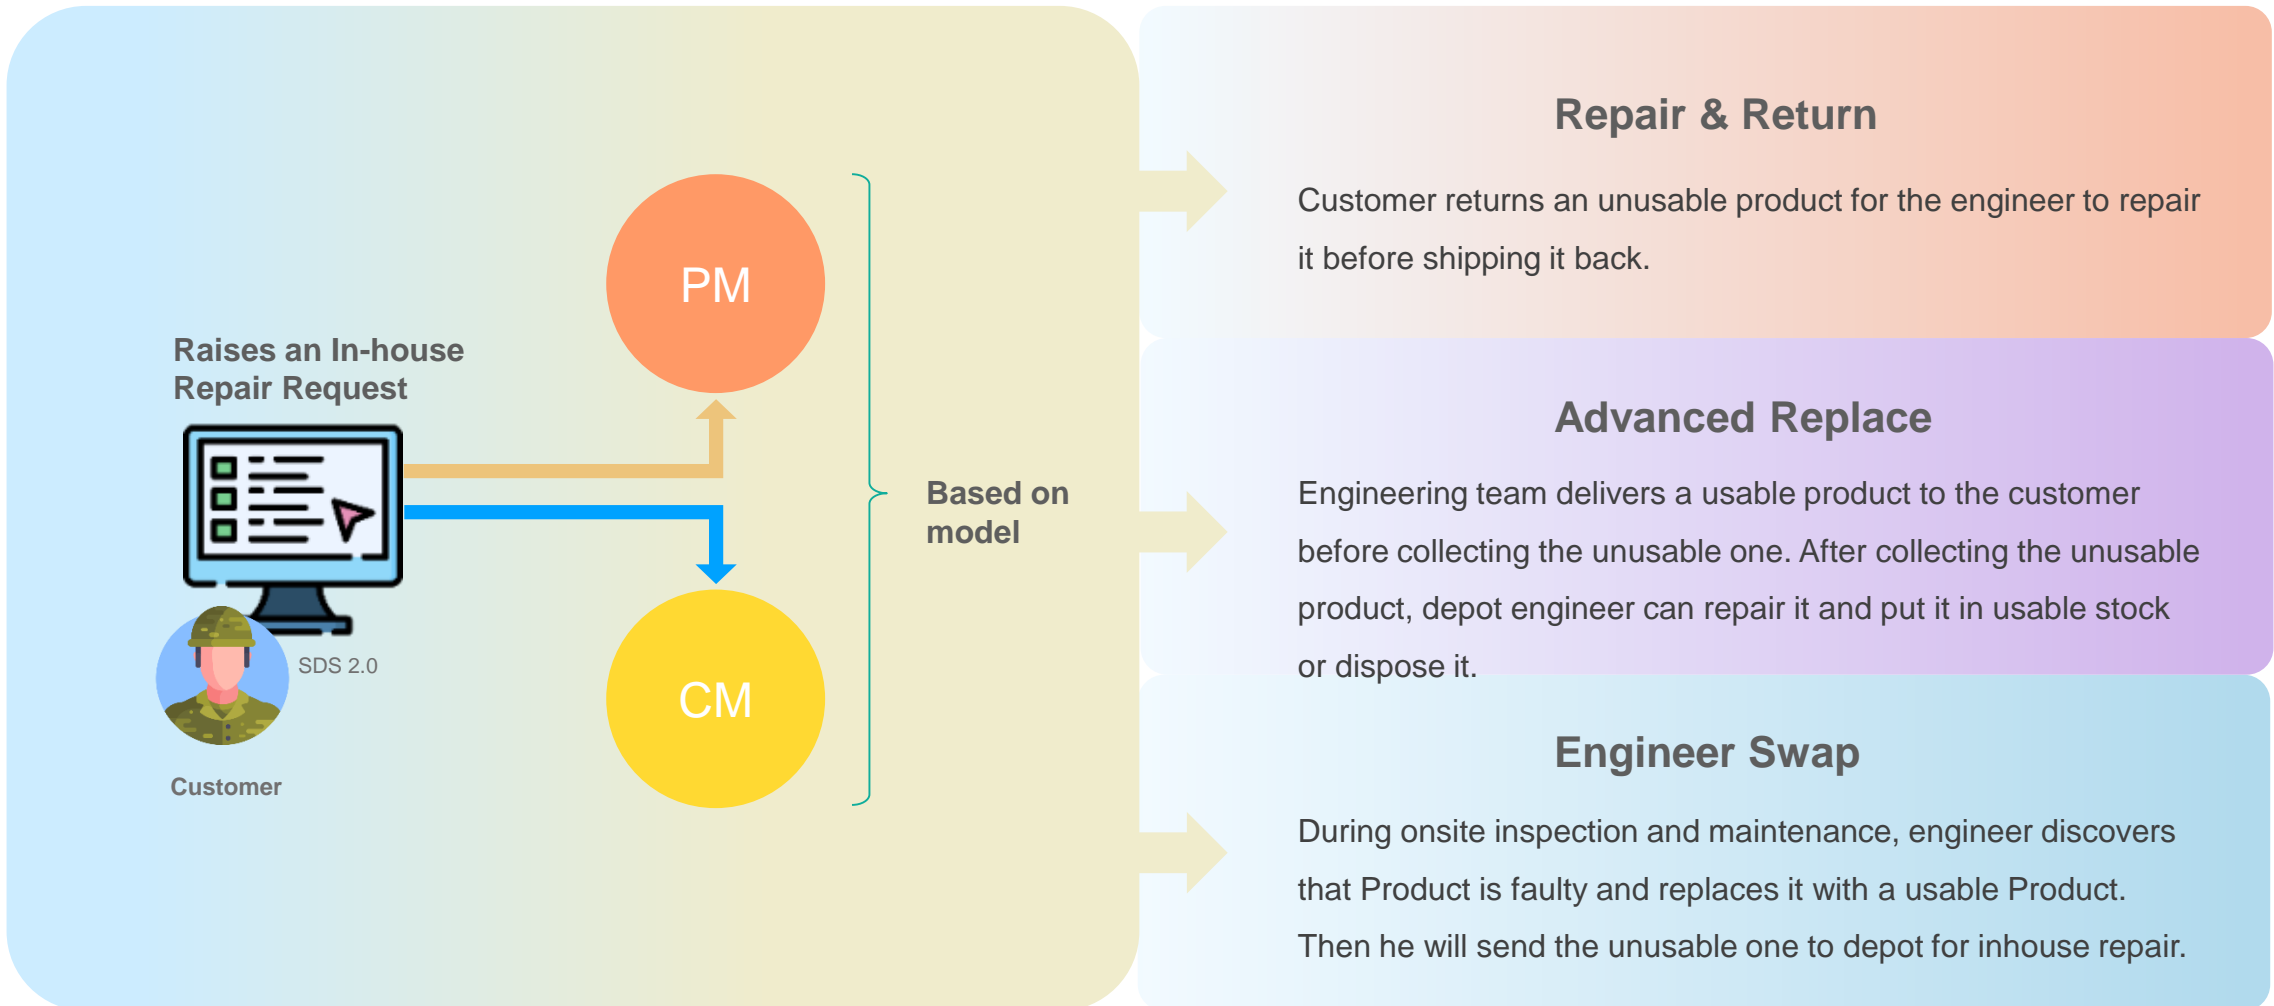 Raises an In-house
Repair Request
SDS 2.0
Customer
PM
CM
Based on
model
Repair & Return
Customer returns an unusable product for the engineer to repair
it before shipping it back.
Advanced Replace
Engineering team delivers a usable product to the customer
before collecting the unusable one. After collecting the unusable
product, depot engineer can repair it and put it in usable stock
or dispose it.
Engineer Swap
During onsite inspection and maintenance, engineer discovers
that Product is faulty and replaces it with a usable Product.
Then he will send the unusable one to depot for inhouse repair.